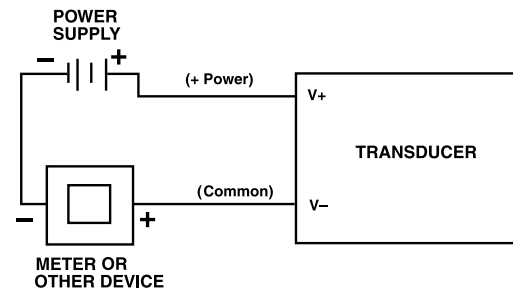 POWER
SUPPLY
− +
(+ Power)
V+
TRANSDUCER
(Common)
V−
− +
METER OR
OTHER DEVICE